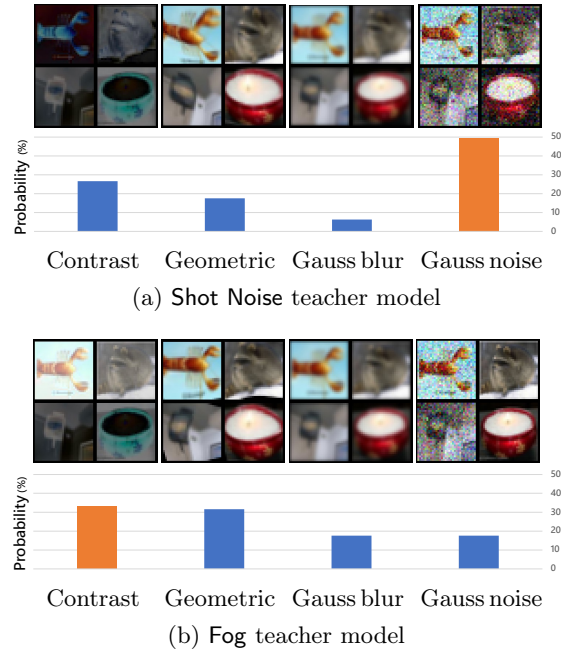 Probability (%)
50
40
30
20
10
0
Contrast Geometric Gauss blur Gauss noise
(a) Shot Noise teacher model
Probability (%)
50
40
30
20
10
0
Contrast Geometric Gauss blur Gauss noise
(b) Fog teacher model